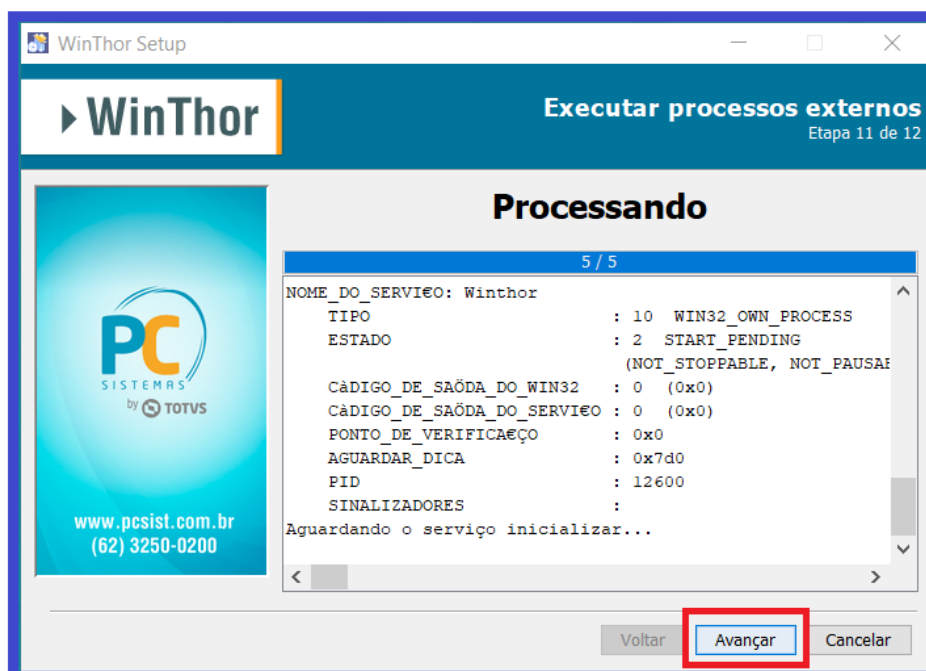 WinThor Setup
WinThor
Executar processos externos
Etapa 11 de 12
Processando
5 / 5
NOME_DO_SERVI€O: Winthor
TIPO : 10 WIN32_OWN_PROCESS
ESTADO : 2 START_PENDING
(NOT_STOPPABLE, NOT_PAUSAB
CàDIGO_DE_SAÖDA_DO_WIN32 : 0 (0x0)
CàDIGO_DE_SAÖDA_DO_SERVI€O : 0 (0x0)
PONTO_DE_VERIFICA€ÇO : 0x0
AGUARDAR_DICA : 0x7d0
PID : 12600
SINALIZADORES :
Aguardando o serviço inicializar...
PC
SISTEMAS
by TOTVS
www.pcsist.com.br
(62) 3250-0200
Voltar Avançar Cancelar